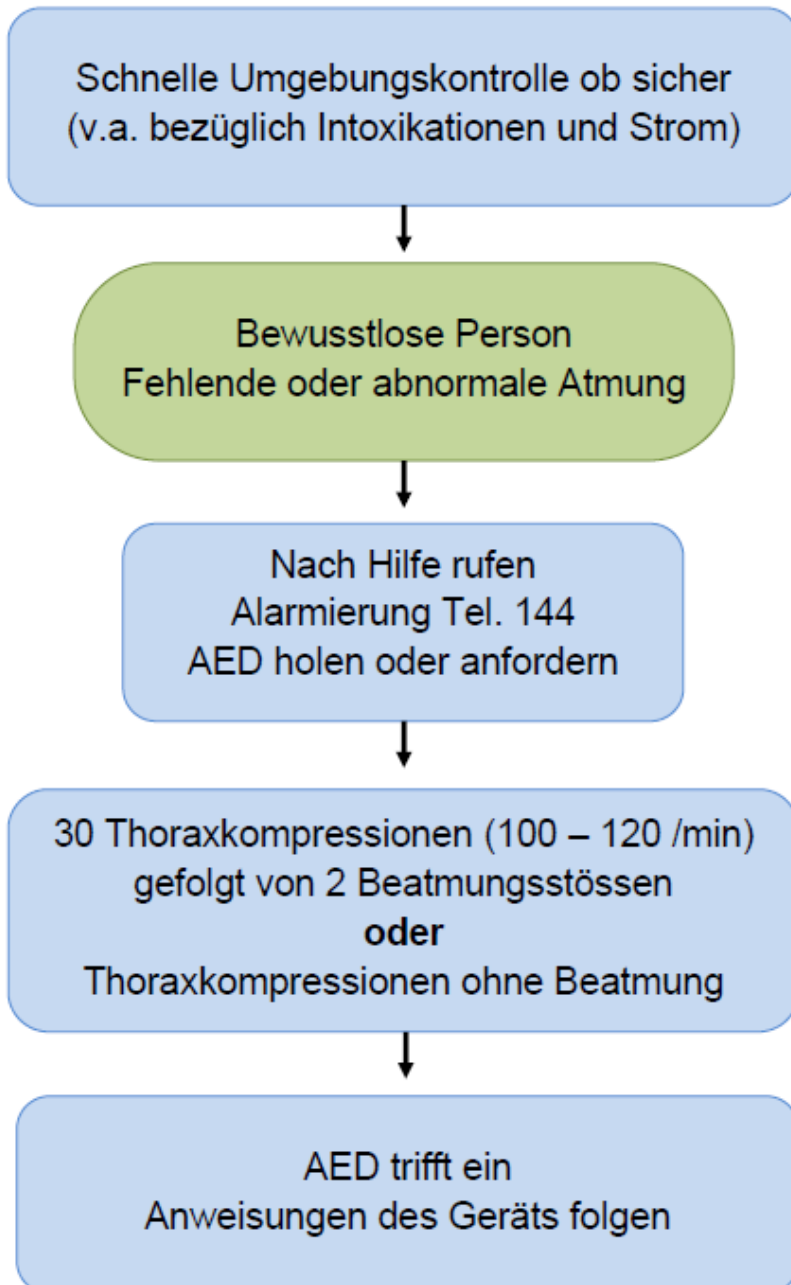 Schnelle Umgebungskontrolle ob sicher
(v.a. bezüglich Intoxikationen und Strom)
Bewusstlose Person
Fehlende oder abnormale Atmung
Nach Hilfe rufen
Alarmierung Tel. 144
AED holen oder anfordern
30 Thoraxkompressionen (100 – 120 /min)
gefolgt von 2 Beatmungsstössen
oder
Thoraxkompressionen ohne Beatmung
AED trifft ein
Anweisungen des Geräts folgen